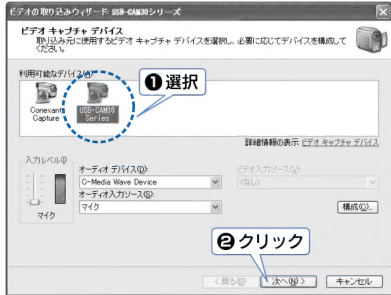 ビデオの取り込みウィザード: USB-CAM30シリーズ
ビデオ キャプチャ デバイス
取り込み元に使用するビデオ キャプチャ デバイスを選択し、必要に応じてデバイスを構成して
ください。
利用可能なデバイス(A):
❶選択
Conexant
Capture
USB-CAM30
Series
詳細情報の表示: ビデオ キャプチャ デバイス
入力レベル(I)
マイク
オーディオ デバイス(D):
C-Media Wave Device
オーディオ入力ソース(S):
マイク
ビデオ入力ソース(V):
(なし)
構成(C)...
❷クリック
< 戻る(B)
次へ(N) >
キャンセル